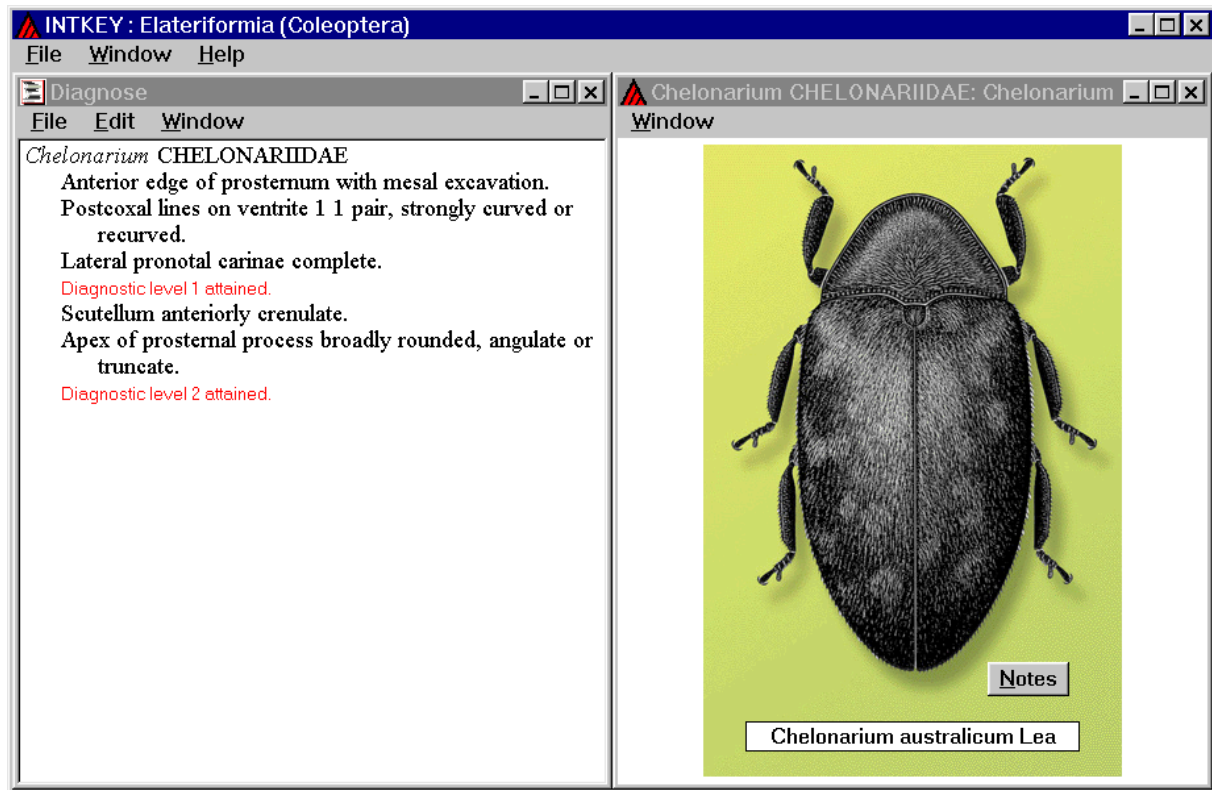 INTKEY : Elateriformia (Coleoptera)
File Window Help
Diagnose
File Edit Window
Chelonarium CHELONARIIDAE
Anterior edge of prosternum with mesal excavation.
Postcoxal lines on ventrite 1 1 pair, strongly curved or
recurved.
Lateral pronotal carinae complete.
Diagnostic level 1 attained.
Scutellum anteriorly crenulate.
Apex of prosternal process broadly rounded, angulate or
truncate.
Diagnostic level 2 attained.
Chelonarium CHELONARIIDAE: Chelonarium
Window
Notes
Chelonarium australicum Lea